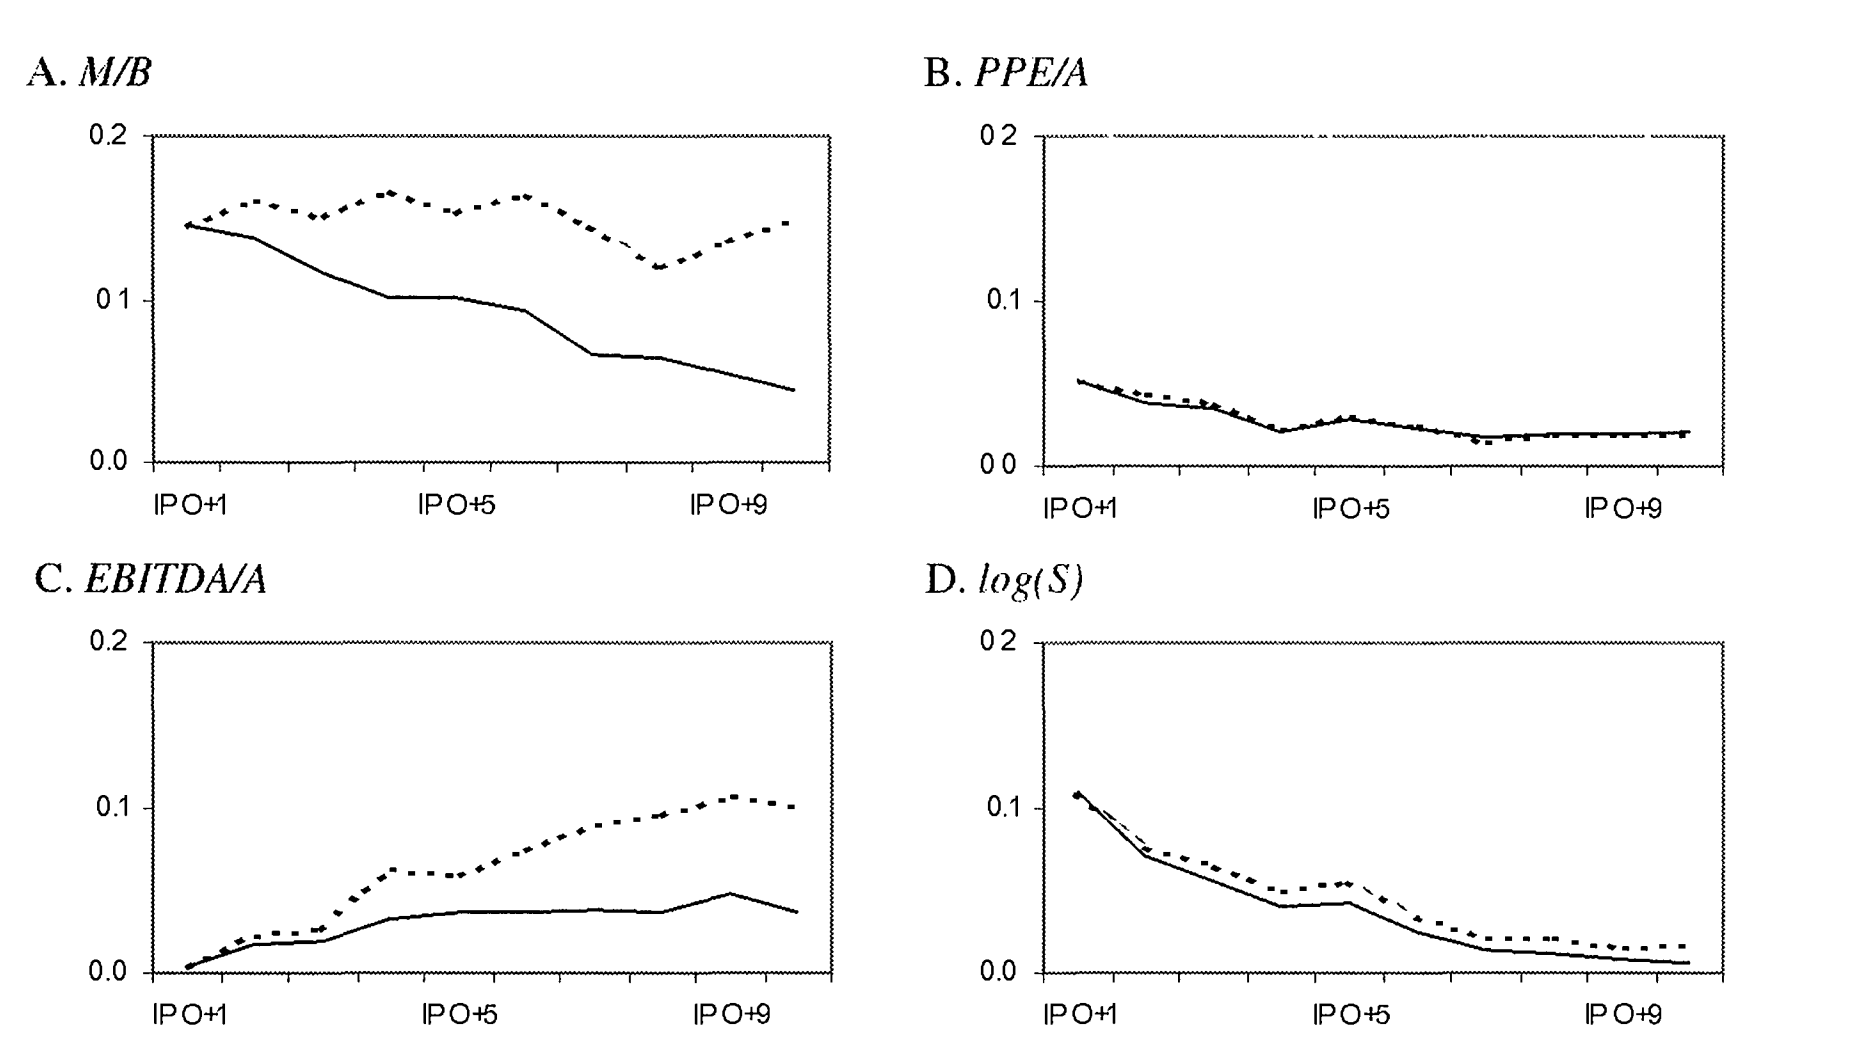 A. M/B
0.2
0.1
0.0
IPO+1 IPO+5 IPO+9
B. PPE/A
0 2
0.1
0 0
IPO+1 IPO+5 IPO+9
C. EBITDA/A
0.2
0.1
0.0
IPO+1 IPO+5 IPO+9
D. log(S)
0 2
0.1
0.0
IPO+1 IPO+5 IPO+9